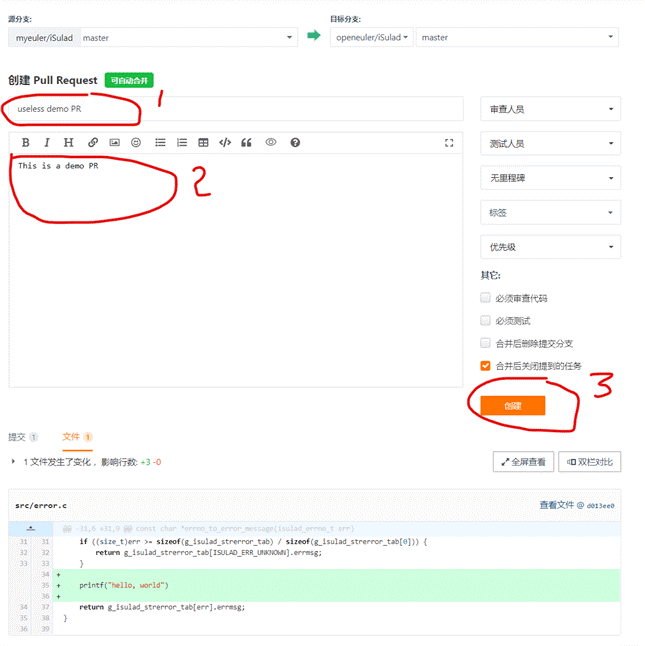 源分支:
目标分支:
myeuler/iSulad master
openeuler/iSulad master
创建 Pull Request 可自动合并
useless demo PR
1
审查人员
B I H
测试人员
This is a demo PR
2
无里程碑
标签
优先级
其它:
必须审查代码
必须测试
合并后删除提交分支
合并后关闭提到的任务
3
创建
提交 1 文件 1
1 文件发生了变化 ，影响行数: +3 -0
全屏查看 双栏对比
src/error.c 查看文件 @ d013ee0
@@ -31,6 +31,9 @@ const char *errno_to_error_message(isulad_errno_t err)
31 31 if ((size_t)err >= sizeof(g_isulad_strerror_tab) / sizeof(g_isulad_strerror_tab[0])) {
32 32 return g_isulad_strerror_tab[ISULAD_ERR_UNKNOWN].errmsg;
33 33 }
34 +
35 + printf("hello, world")
36 +
34 37 return g_isulad_strerror_tab[err].errmsg;
35 38 }
36 39